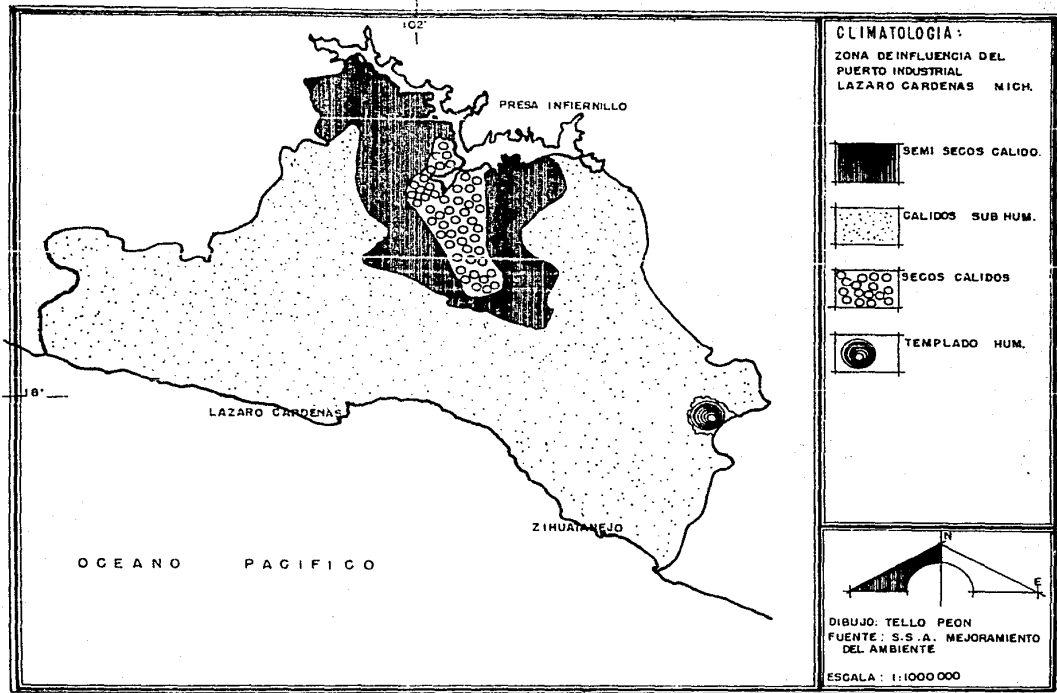 102°
PRESA INFIERNILLO
18°
LAZARO CARDENAS
ZIHUATANEJO
OCEANO PACIFICO
CLIMATOLOGIA:
ZONA DE INFLUENCIA DEL
PUERTO INDUSTRIAL
LAZARO CARDENAS MICH.
SEMI SECOS CALIDO.
CALIDOS SUB HUM.
SECOS CALIDOS
TEMPLADO HUM.
N
E
DIBUJO: TELLO PEON
FUENTE: S.S.A. MEJORAMIENTO
DEL AMBIENTE
ESCALA: 1:1000000